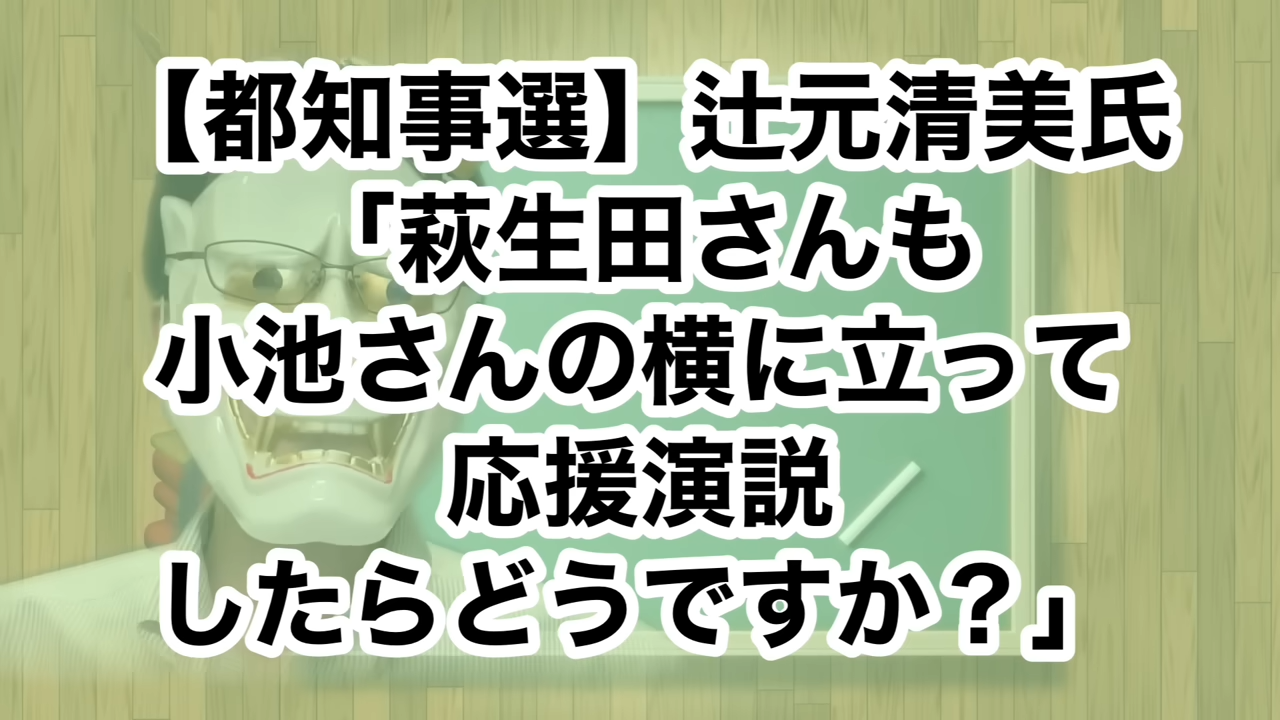 【都知事選】辻元清美氏
「萩生田さんも
小池さんの横に立って
応援演説
したらどうですか？」